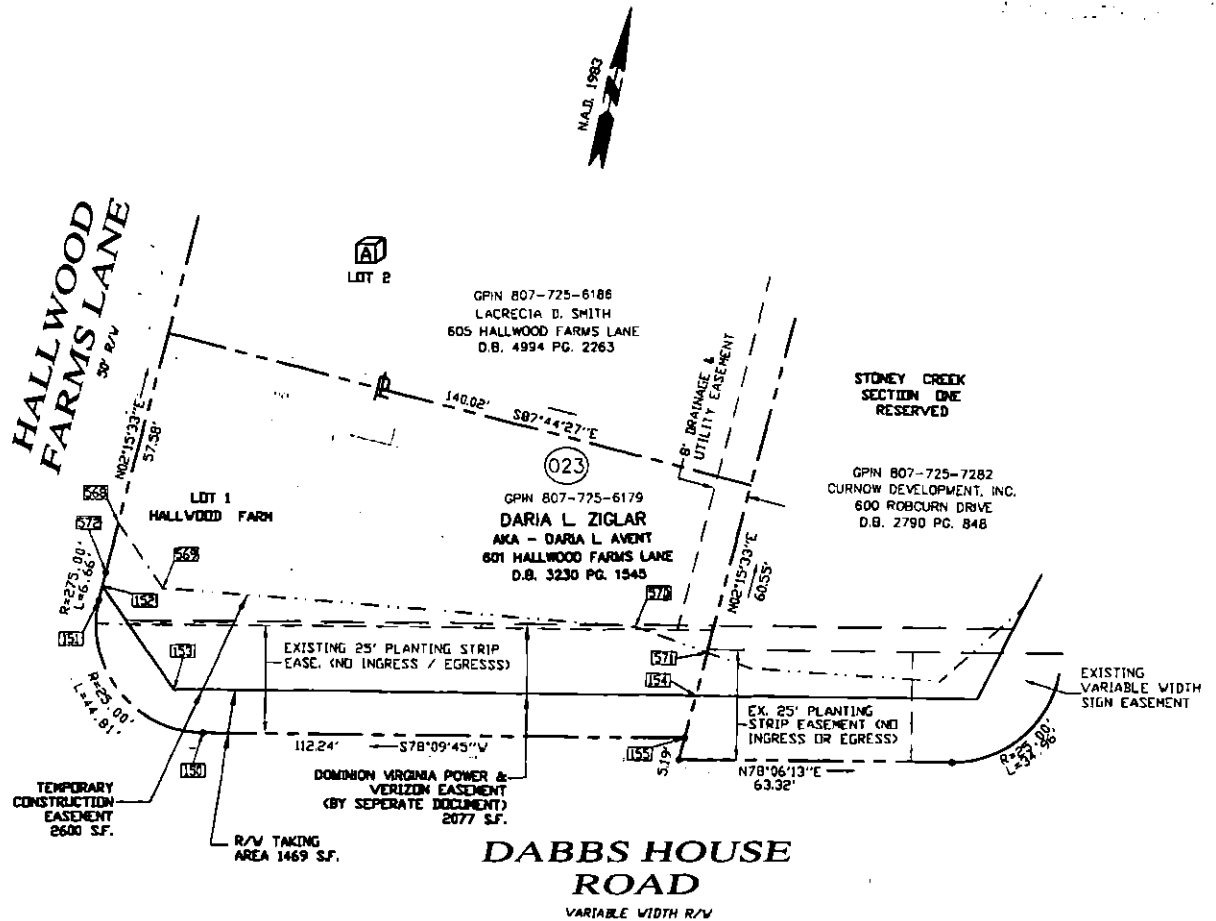 N.A.D. 1983
HALLWOOD
FARMS LANE
50' R/W
A
LOT 2
GPIN 807-725-6186
LACRECIA D. SMITH
605 HALLWOOD FARMS LANE
D.B. 4994 PG. 2263
8' DRAINAGE &
UTILITY EASEMENT
STONEY CREEK
SECTION ONE
RESERVED
140.02'
S87°44'27"E
N02°15'33"E
57.58'
023
GPIN 807-725-6179
DARIA L. ZIGLAR
AKA - DARIA L. AVENT
601 HALLWOOD FARMS LANE
D.B. 3230 PG. 1545
GPIN 807-725-7282
CURNOW DEVELOPMENT, INC.
600 ROBCURN DRIVE
D.B. 2790 PG. 848
LOT 1
HALLWOOD FARM
568
572
569
N02°15'33"E
60.55'
R=275.00'
L=6.66'
152
151
570
571
153
154
EXISTING 25' PLANTING STRIP
EASE. (NO INGRESS / EGRESSS)
EXISTING
VARIABLE WIDTH
SIGN EASEMENT
EX. 25' PLANTING
STRIP EASEMENT (NO
INGRESS OR EGRESS)
R=25.00'
L=44.81'
150
112.24'
S78°09'45"W
155
5.19'
N78°06'13"E
63.32'
R=25.00'
L=34.96'
TEMPORARY
CONSTRUCTION
EASEMENT
2600 S.F.
DOMINION VIRGINIA POWER &
VERIZON EASEMENT
(BY SEPERATE DOCUMENT)
2077 S.F.
R/W TAKING
AREA 1469 S.F.
DABBS HOUSE
ROAD
VARIABLE WIDTH R/W